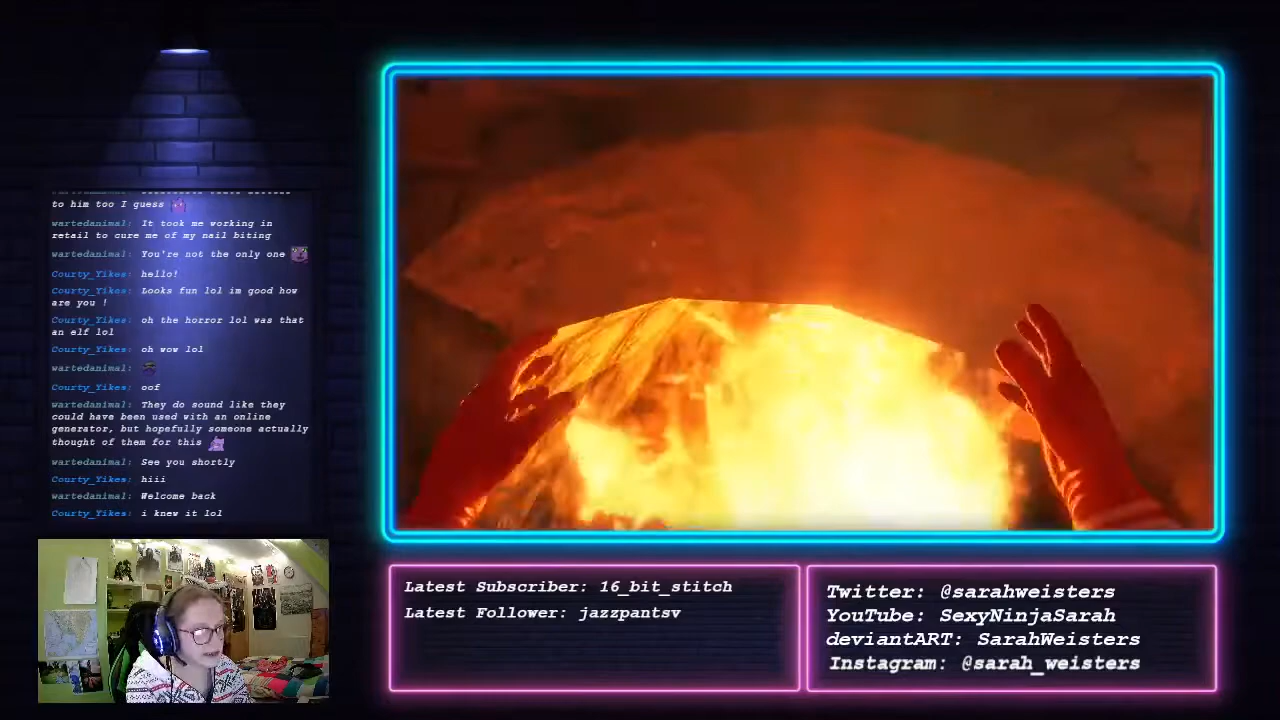 to him too I guess
wartedanimal: It took me working in
retail to cure me of my nail biting
wartedanimal: You're not the only one
Courty_Yikes: hello!
Courty_Yikes: Looks fun lol im good how
are you !
Courty_Yikes: oh the horror lol was that
an elf lol
Courty_Yikes: oh wow lol
wartedanimal:
Courty_Yikes: oof
wartedanimal: They do sound like they
could have been used with an online
generator, but hopefully someone actually
thought of them for this
wartedanimal: See you shortly
Courty_Yikes: hiii
wartedanimal: Welcome back
Courty_Yikes: i knew it lol
Latest Subscriber: 16_bit_stitch
Latest Follower: jazzpantsv
Twitter: @sarahweisters
YouTube: SexyNinjaSarah
deviantART: SarahWeisters
Instagram: @sarah_weisters